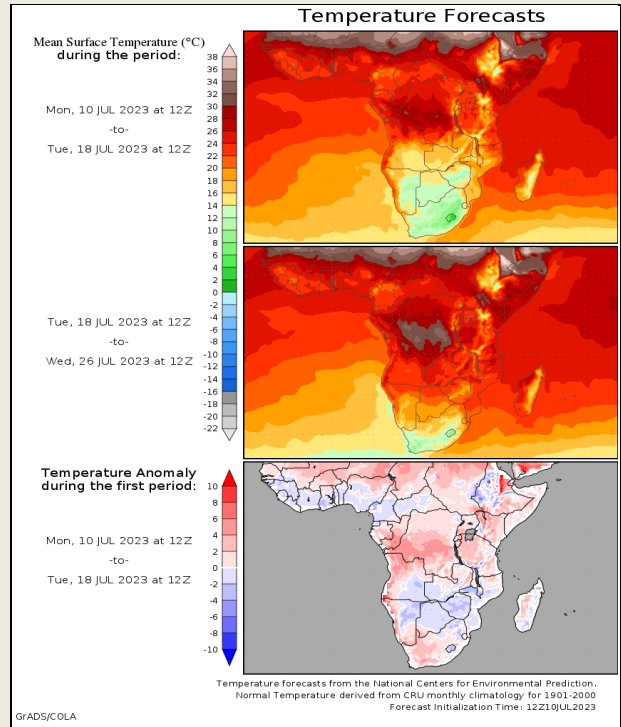 Temperature Forecasts
Mean Surface Temperature (°C)
during the period:
Mon, 10 JUL 2023 at 12Z
-to-
Tue, 18 JUL 2023 at 12Z
38
36
34
32
30
28
26
24
22
20
18
16
14
12
10
8
6
4
2
0
-2
-4
-6
-8
-10
-12
-14
-16
-18
-20
-22
Tue, 18 JUL 2023 at 12Z
-to-
Wed, 26 JUL 2023 at 12Z
Temperature Anomaly
during the first period:
Mon, 10 JUL 2023 at 12Z
-to-
Tue, 18 JUL 2023 at 12Z
10
8
6
4
2
0
-2
-4
-6
-8
-10
Temperature forecasts from the National Centers for Environmental Prediction.
Normal Temperature derived from CRU monthly climatology for 1901-2000
Forecast Initialization Time: 12Z10JUL2023
GrADS/COLA